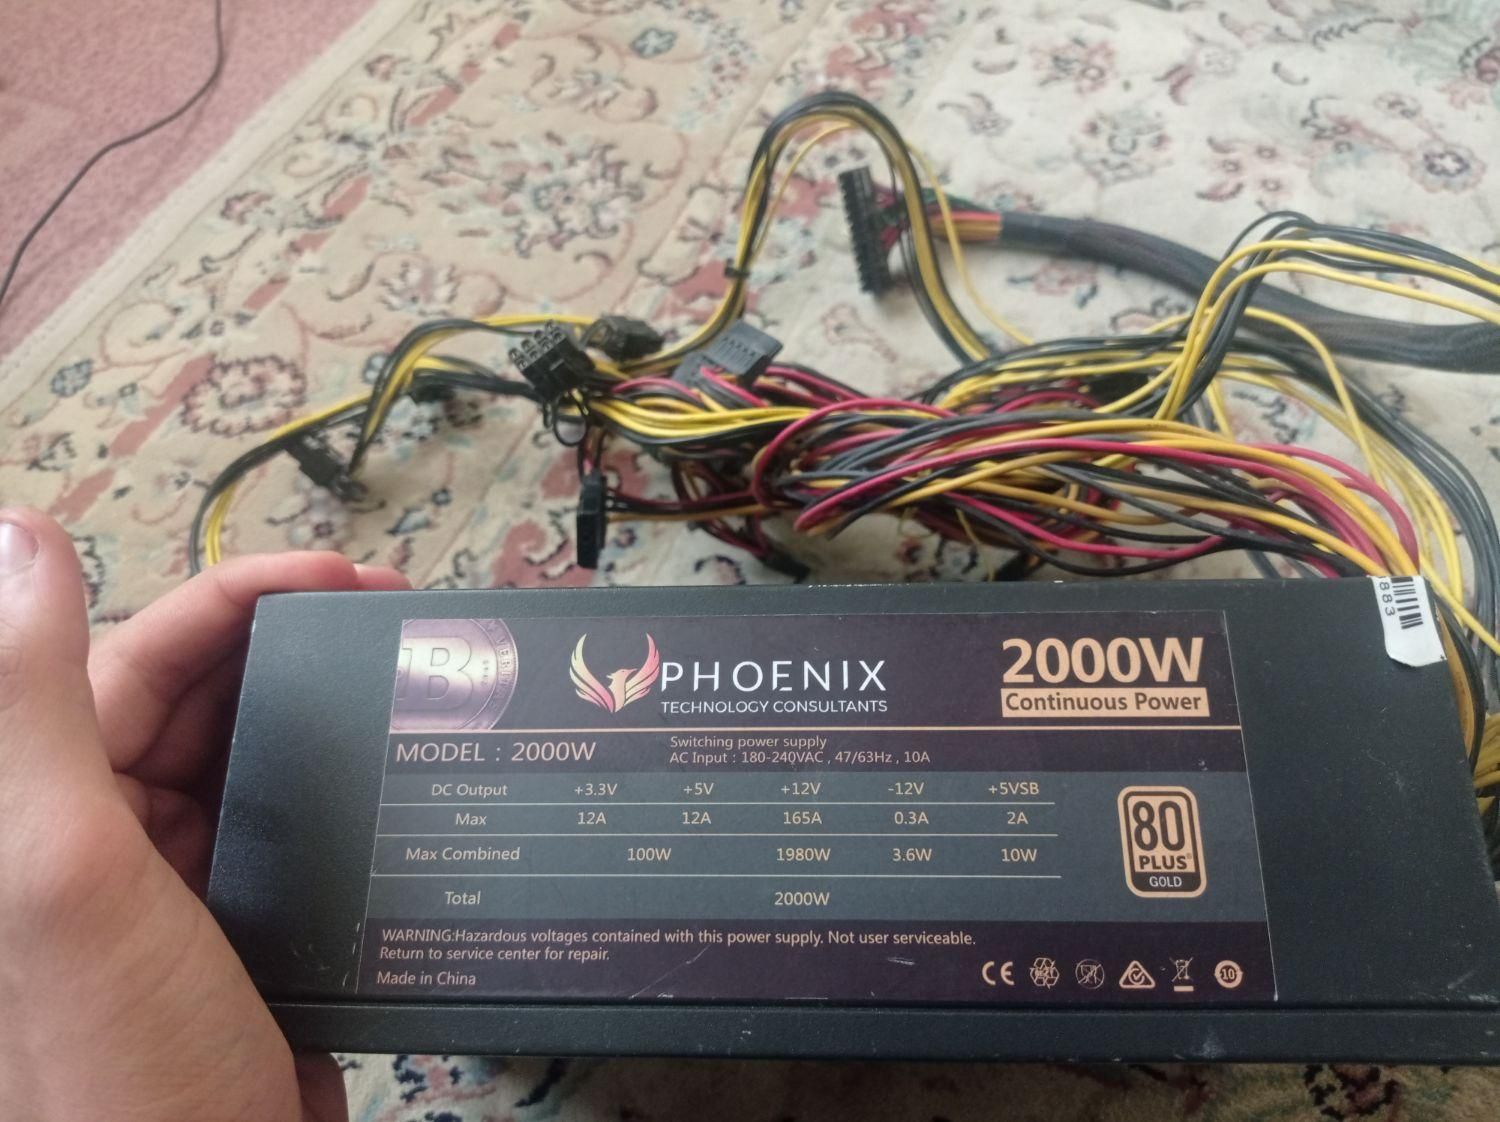 PHOENIX
TECHNOLOGY CONSULTANTS
2000W
Continuous Power
883
MODEL : 2000W
Switching power supply
AC Input : 180-240VAC , 47/63Hz , 10A
DC Output +3.3V +5V +12V -12V +5VSB
Max 12A 12A 165A 0.3A 2A
Max Combined 100W 1980W 3.6W 10W
Total 2000W
80
PLUS®
GOLD
WARNING:Hazardous voltages contained with this power supply. Not user serviceable.
Return to service center for repair.
Made in China
CE
10